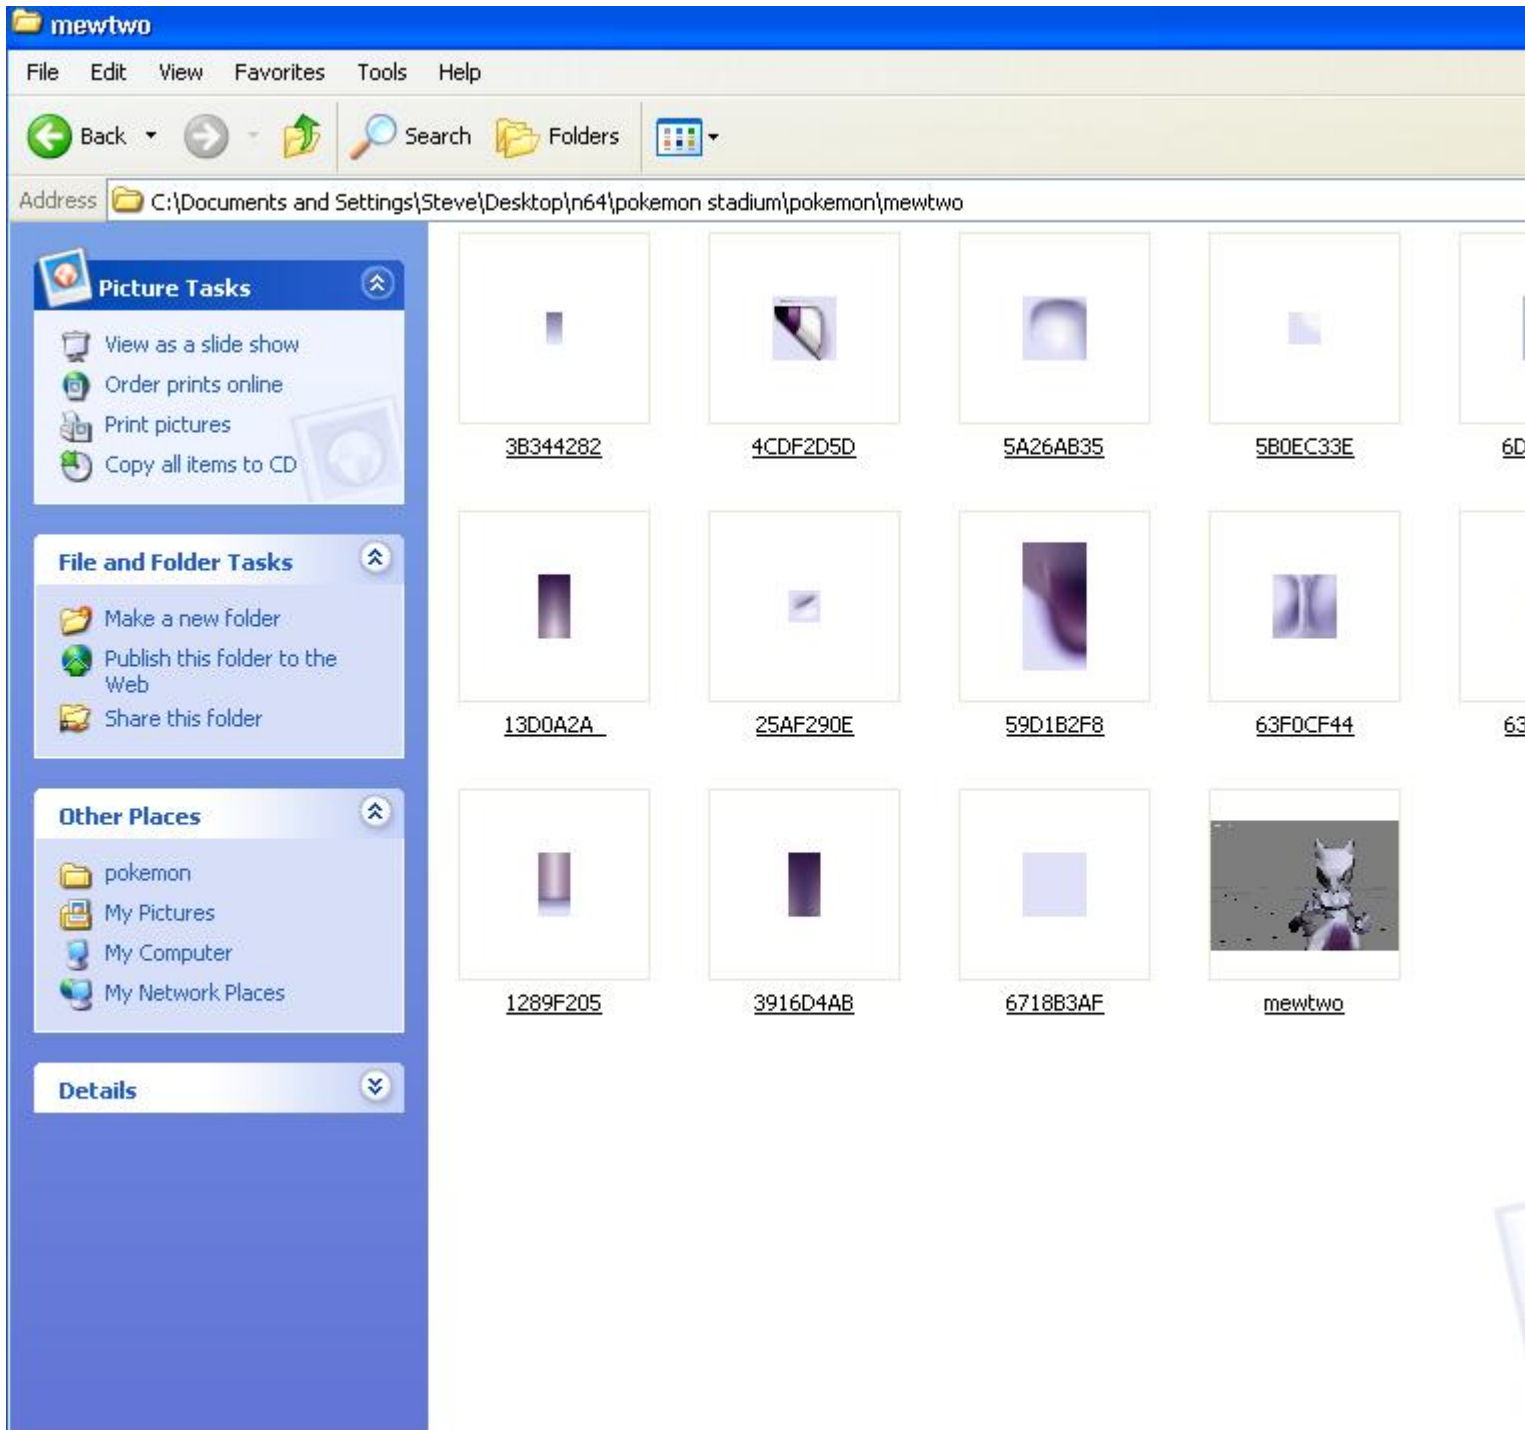 mewtwo
File Edit View Favorites Tools Help
Back Search Folders
Address C:\Documents and Settings\Steve\Desktop\n64\pokemon stadium\pokemon\mewtwo
Picture Tasks
View as a slide show
Order prints online
Print pictures
Copy all items to CD
File and Folder Tasks
Make a new folder
Publish this folder to the
Web
Share this folder
Other Places
pokemon
My Pictures
My Computer
My Network Places
Details
3B344282 4CDF2D5D 5A26AB35 5B0EC33E 6D
13D0A2A_ 25AF290E 59D1B2F8 63F0CF44 63
1289F205 3916D4AB 6718B3AF mewtwo